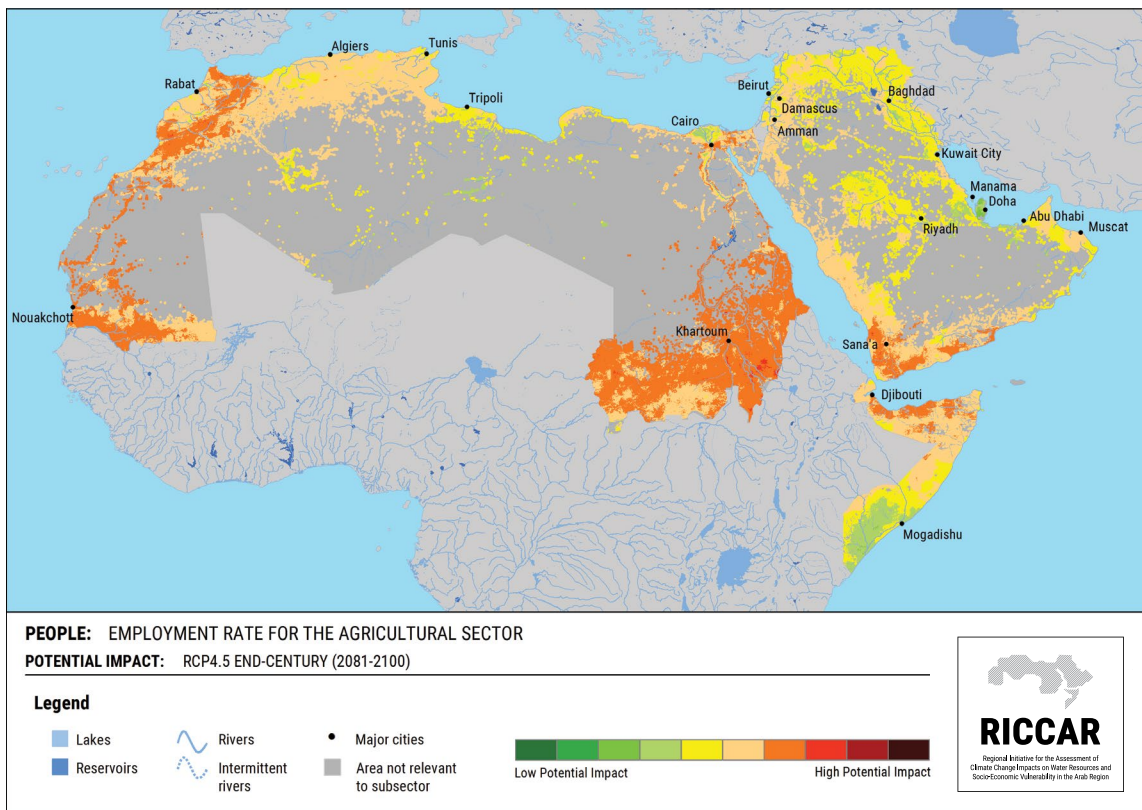 Algiers
Tunis
Rabat
Tripoli
Beirut
Baghdad
Damascus
Cairo
Amman
Kuwait City
Manama
Doha
Abu Dhabi
Riyadh
Muscat
Nouakchott
Khartoum
Sana'a
Djibouti
Mogadishu
PEOPLE: EMPLOYMENT RATE FOR THE AGRICULTURAL SECTOR
POTENTIAL IMPACT: RCP4.5 END-CENTURY (2081-2100)
Legend
Lakes
Reservoirs
Rivers
Intermittent
rivers
Major cities
Area not relevant
to subsector
Low Potential Impact
High Potential Impact
RICCAR
Regional Initiative for the Assessment of
Climate Change Impacts on Water Resources and
Socio-Economic Vulnerability in the Arab Region